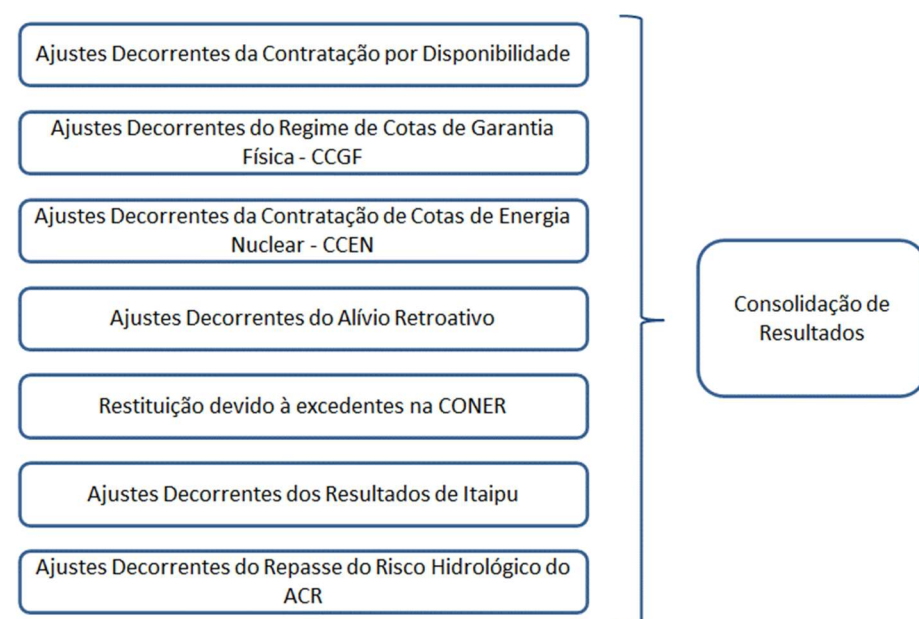 Ajustes Decorrentes da Contratação por Disponibilidade
Ajustes Decorrentes do Regime de Cotas de Garantia
Física - CCGF
Ajustes Decorrentes da Contratação de Cotas de Energia
Nuclear - CCEN
Ajustes Decorrentes do Alívio Retroativo
Restituição devido à excedentes na CONER
Ajustes Decorrentes dos Resultados de Itaipu
Ajustes Decorrentes do Repasse do Risco Hidrológico do
ACR
Consolidação de
Resultados